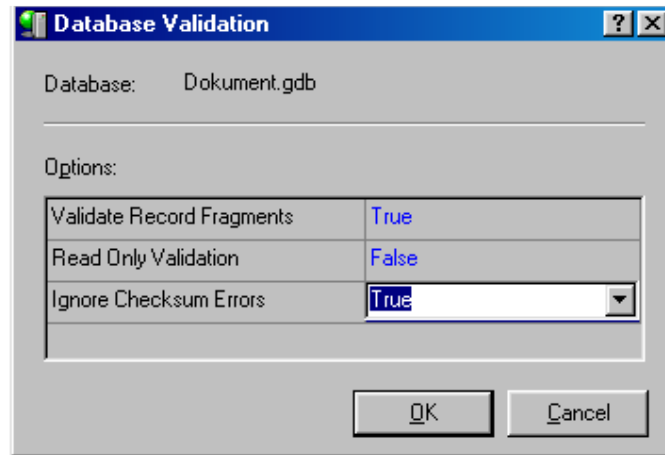 Database Validation
Database: Dokument.gdb
Options:
Validate Record Fragments True
Read Only Validation False
Ignore Checksum Errors True
OK Cancel